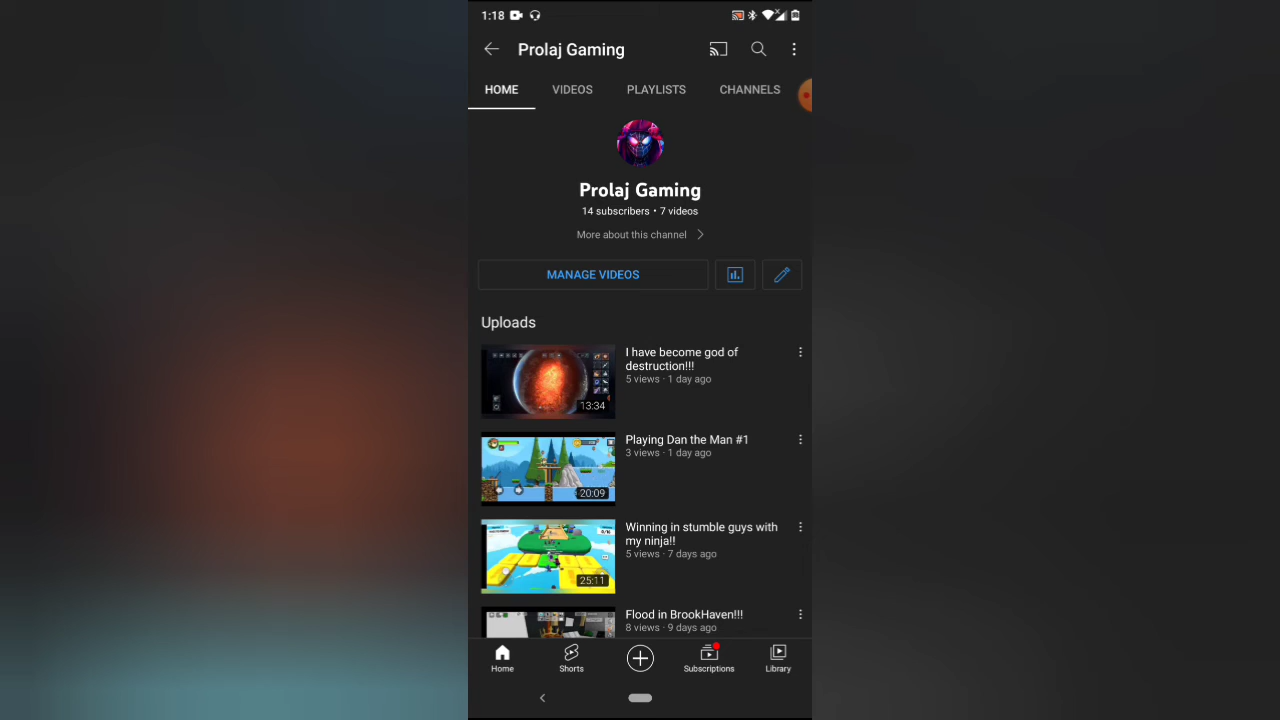 1:18
Prolaj Gaming
HOME VIDEOS PLAYLISTS CHANNELS
Prolaj Gaming
14 subscribers • 7 videos
More about this channel
MANAGE VIDEOS
Uploads
I have become god of
destruction!!!
5 views · 1 day ago
13:34
Playing Dan the Man #1
3 views · 1 day ago
20:09
Winning in stumble guys with
my ninja!!
5 views · 7 days ago
25:11
Flood in BrookHaven!!!
8 views · 9 days ago
Home Shorts Subscriptions Library